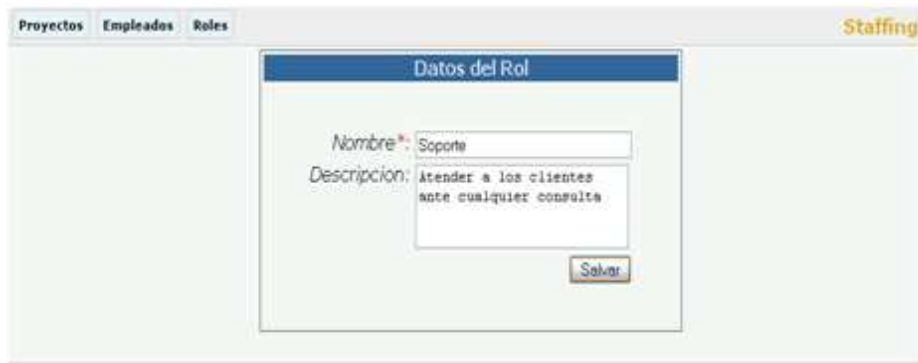 Proyectos Empleados Roles Staffing
Datos del Rol
Nombre*: Soporte
Descripcion: Atender a los clientes
ante cualquier consulta
Salvar